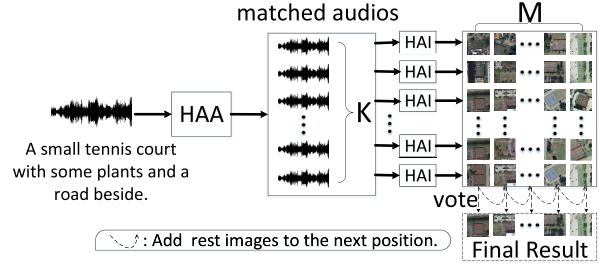 matched audios
M
HAI
HAI
HAA
HAI
K
A small tennis court
with some plants and a
road beside.
HAI
HAI
vote
: Add rest images to the next position.
Final Result